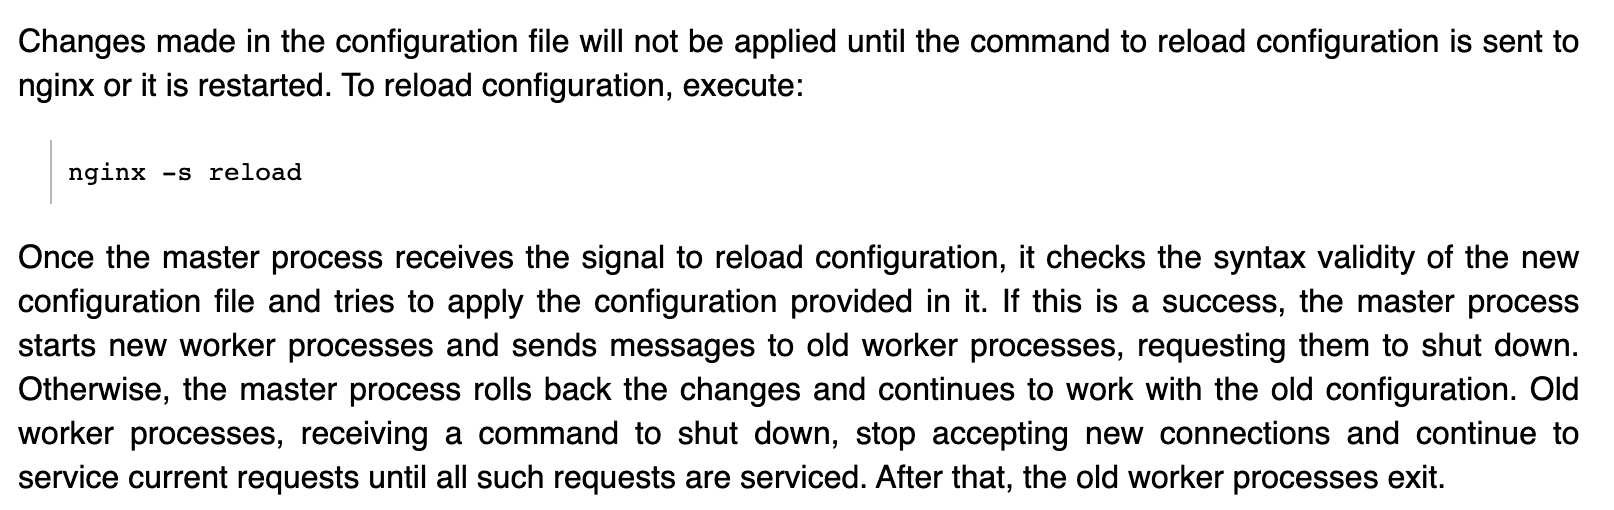 Changes made in the configuration file will not be applied until the command to reload configuration is sent to
nginx or it is restarted. To reload configuration, execute:
nginx -s reload
Once the master process receives the signal to reload configuration, it checks the syntax validity of the new
configuration file and tries to apply the configuration provided in it. If this is a success, the master process
starts new worker processes and sends messages to old worker processes, requesting them to shut down.
Otherwise, the master process rolls back the changes and continues to work with the old configuration. Old
worker processes, receiving a command to shut down, stop accepting new connections and continue to
service current requests until all such requests are serviced. After that, the old worker processes exit.